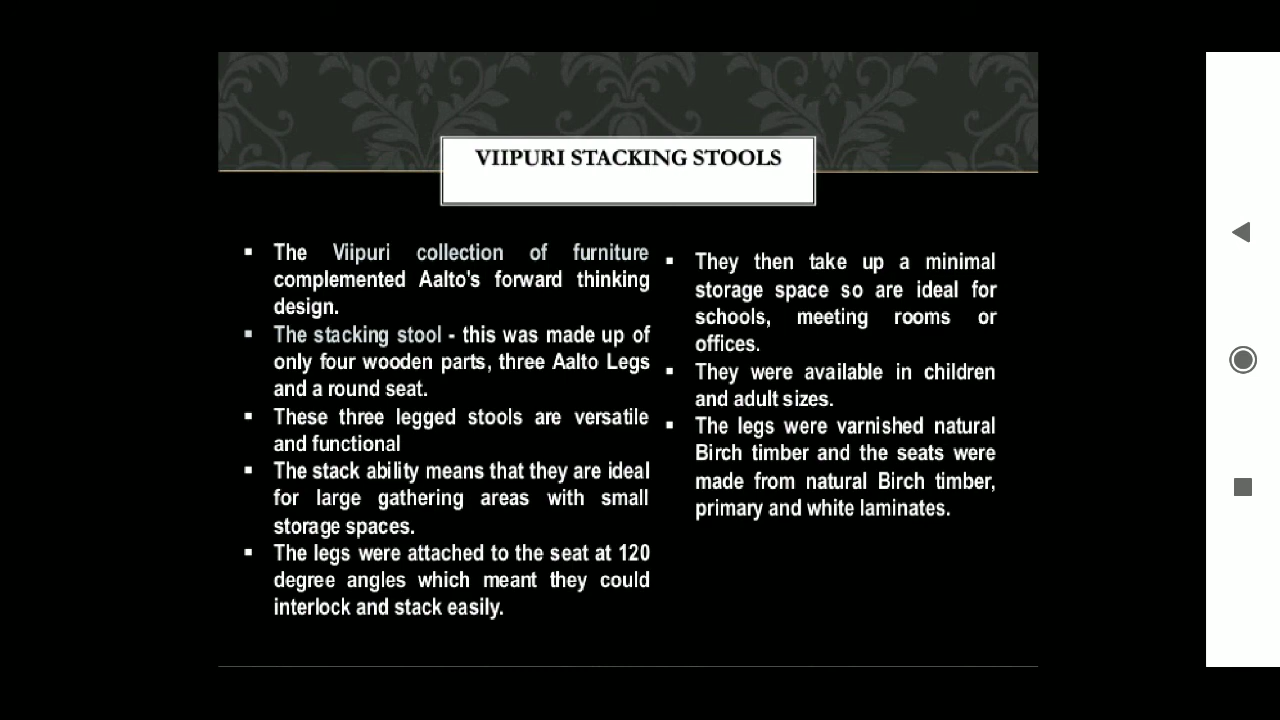 VIIPURI STACKING STOOLS
▪ The Viipuri collection of furniture
complemented Aalto's forward thinking
design.
▪ The stacking stool - this was made up of
only four wooden parts, three Aalto Legs
and a round seat.
▪ These three legged stools are versatile
and functional
▪ The stack ability means that they are ideal
for large gathering areas with small
storage spaces.
▪ The legs were attached to the seat at 120
degree angles which meant they could
interlock and stack easily.
▪ They then take up a minimal
storage space so are ideal for
schools, meeting rooms or
offices.
▪ They were available in children
and adult sizes.
▪ The legs were varnished natural
Birch timber and the seats were
made from natural Birch timber,
primary and white laminates.